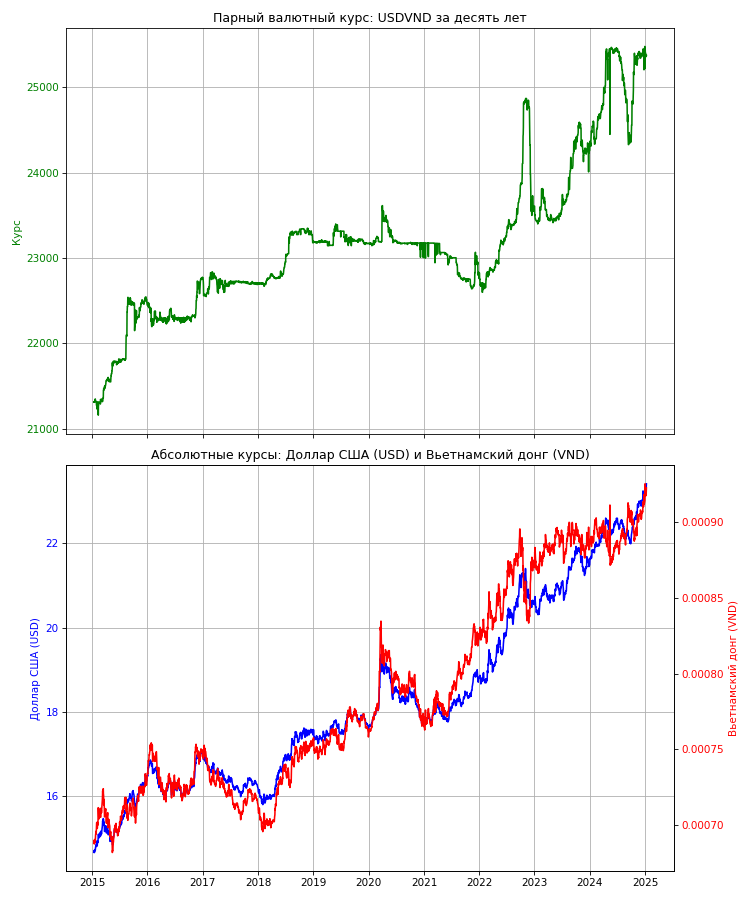 Парный валютный курс: USDVND за десять лет
25000
24000
23000
22000
21000
Курс
Абсолютные курсы: Доллар США (USD) и Вьетнамский донг (VND)
22
20
18
16
Доллар США (USD)
0.00090
0.00085
0.00080
0.00075
0.00070
Вьетнамский донг (VND)
2015 2016 2017 2018 2019 2020 2021 2022 2023 2024 2025